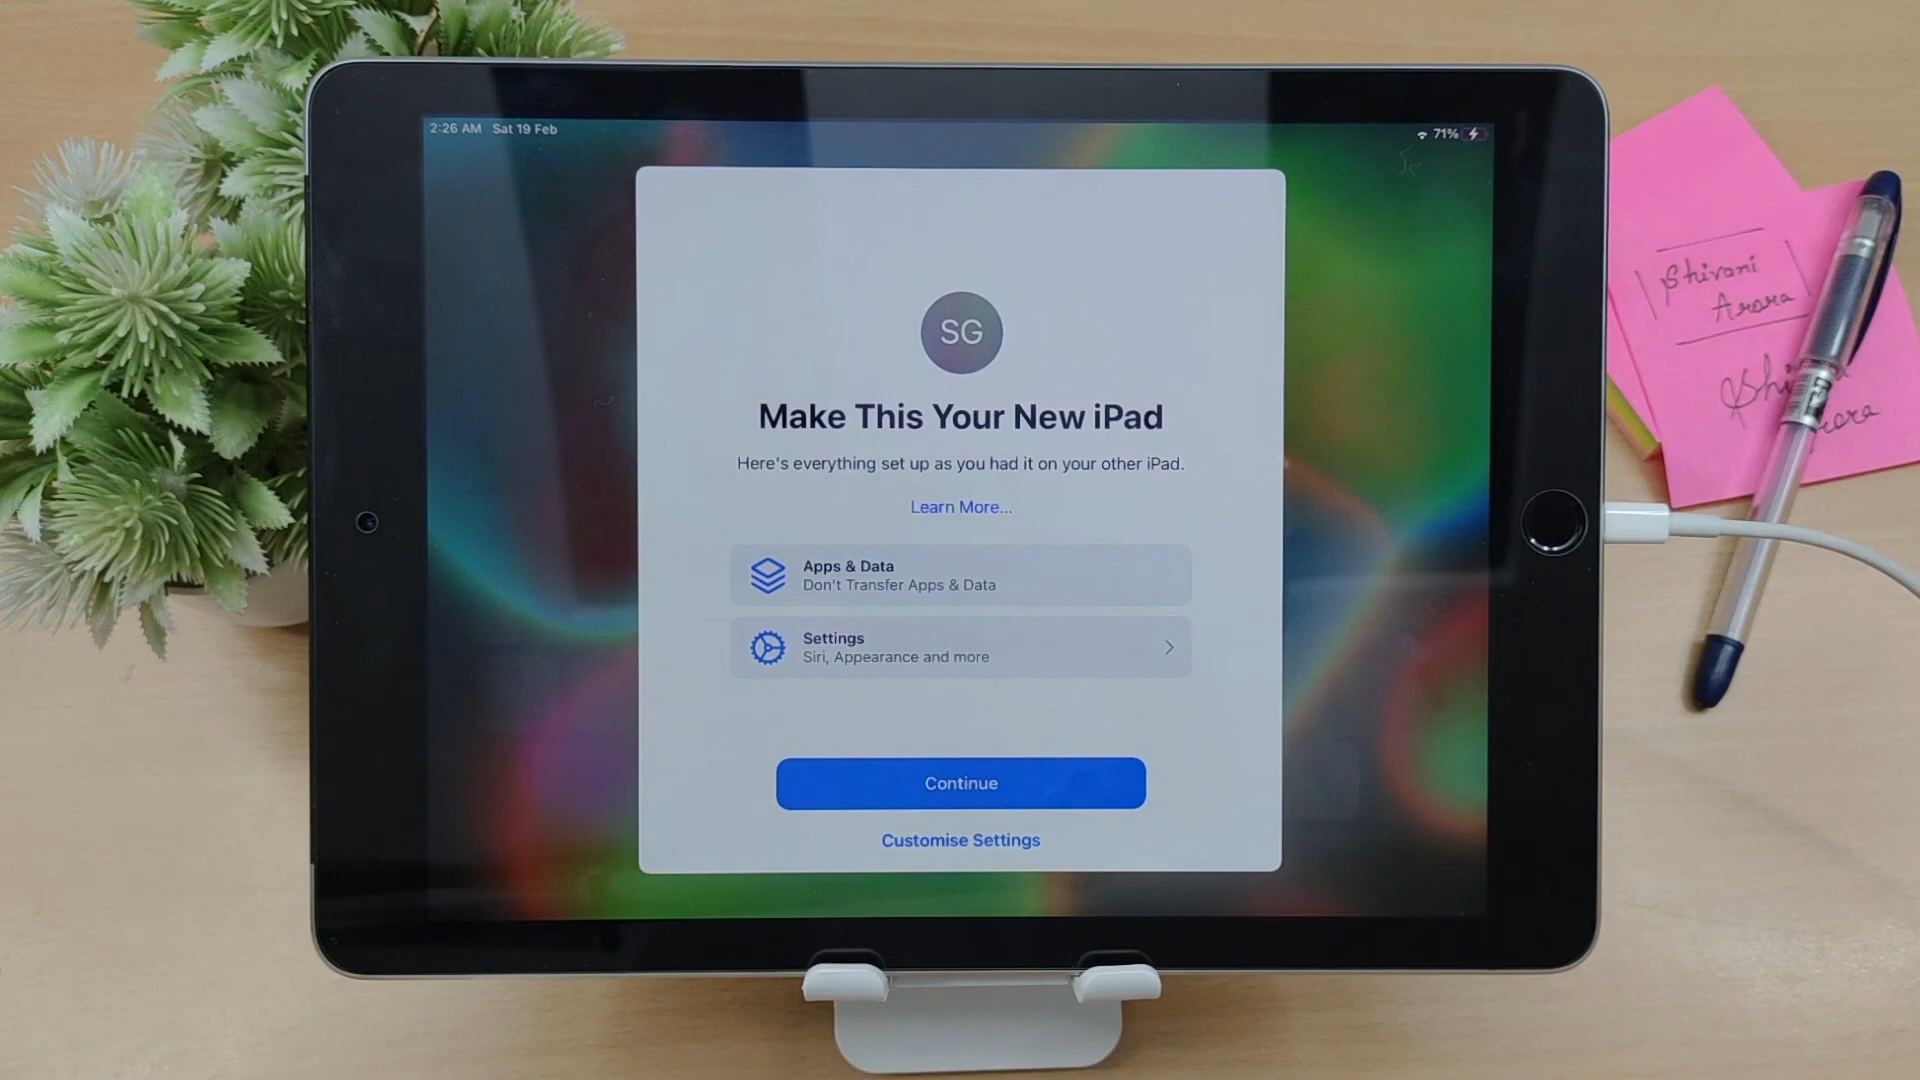 2:26 AM Sat 19 Feb
71%
SG
Make This Your New iPad
Here's everything set up as you had it on your other iPad.
Learn More...
Apps & Data
Don't Transfer Apps & Data
Settings
Siri, Appearance and more
Continue
Customise Settings
Shivani
Arora